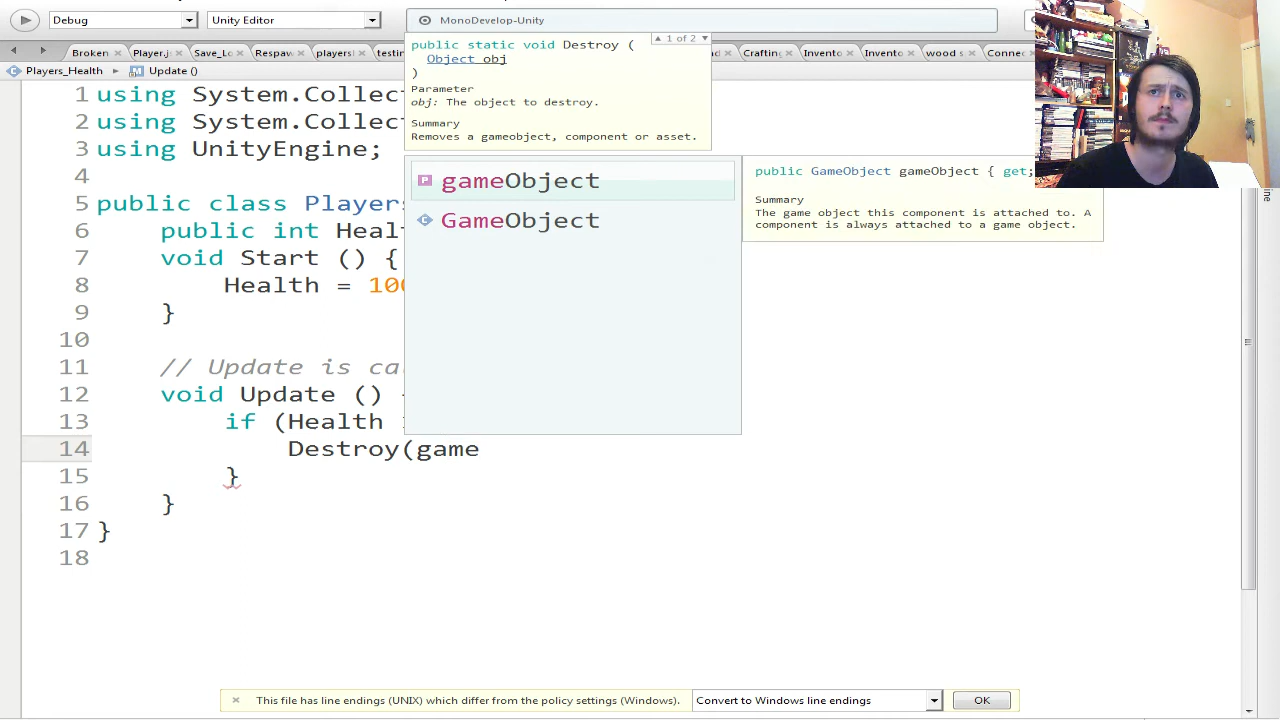 Debug
Unity Editor
MonoDevelop-Unity
Broken
Player.j
Save_Lo
Respaw
players
testin
Crafting
Invento
Invento
wood s
Connec
Players_Health
Update ()
public static void Destroy (
1 of 2
Object obj
)
Parameter
obj: The object to destroy.
Summary
Removes a gameobject, component or asset.
gameObject
GameObject
public GameObject gameObject { get;
Summary
The game object this component is attached to. A
component is always attached to a game object.
1 using System.Collect
2 using System.Collect
3 using UnityEngine;
4
5 public class Players
6 public int Healt
7 void Start () {
8 Health = 100
9 }
10
11 // Update is ca
12 void Update () {
13 if (Health
14 Destroy(game
15 }
16 }
17 }
18
This file has line endings (UNIX) which differ from the policy settings (Windows).
Convert to Windows line endings
OK